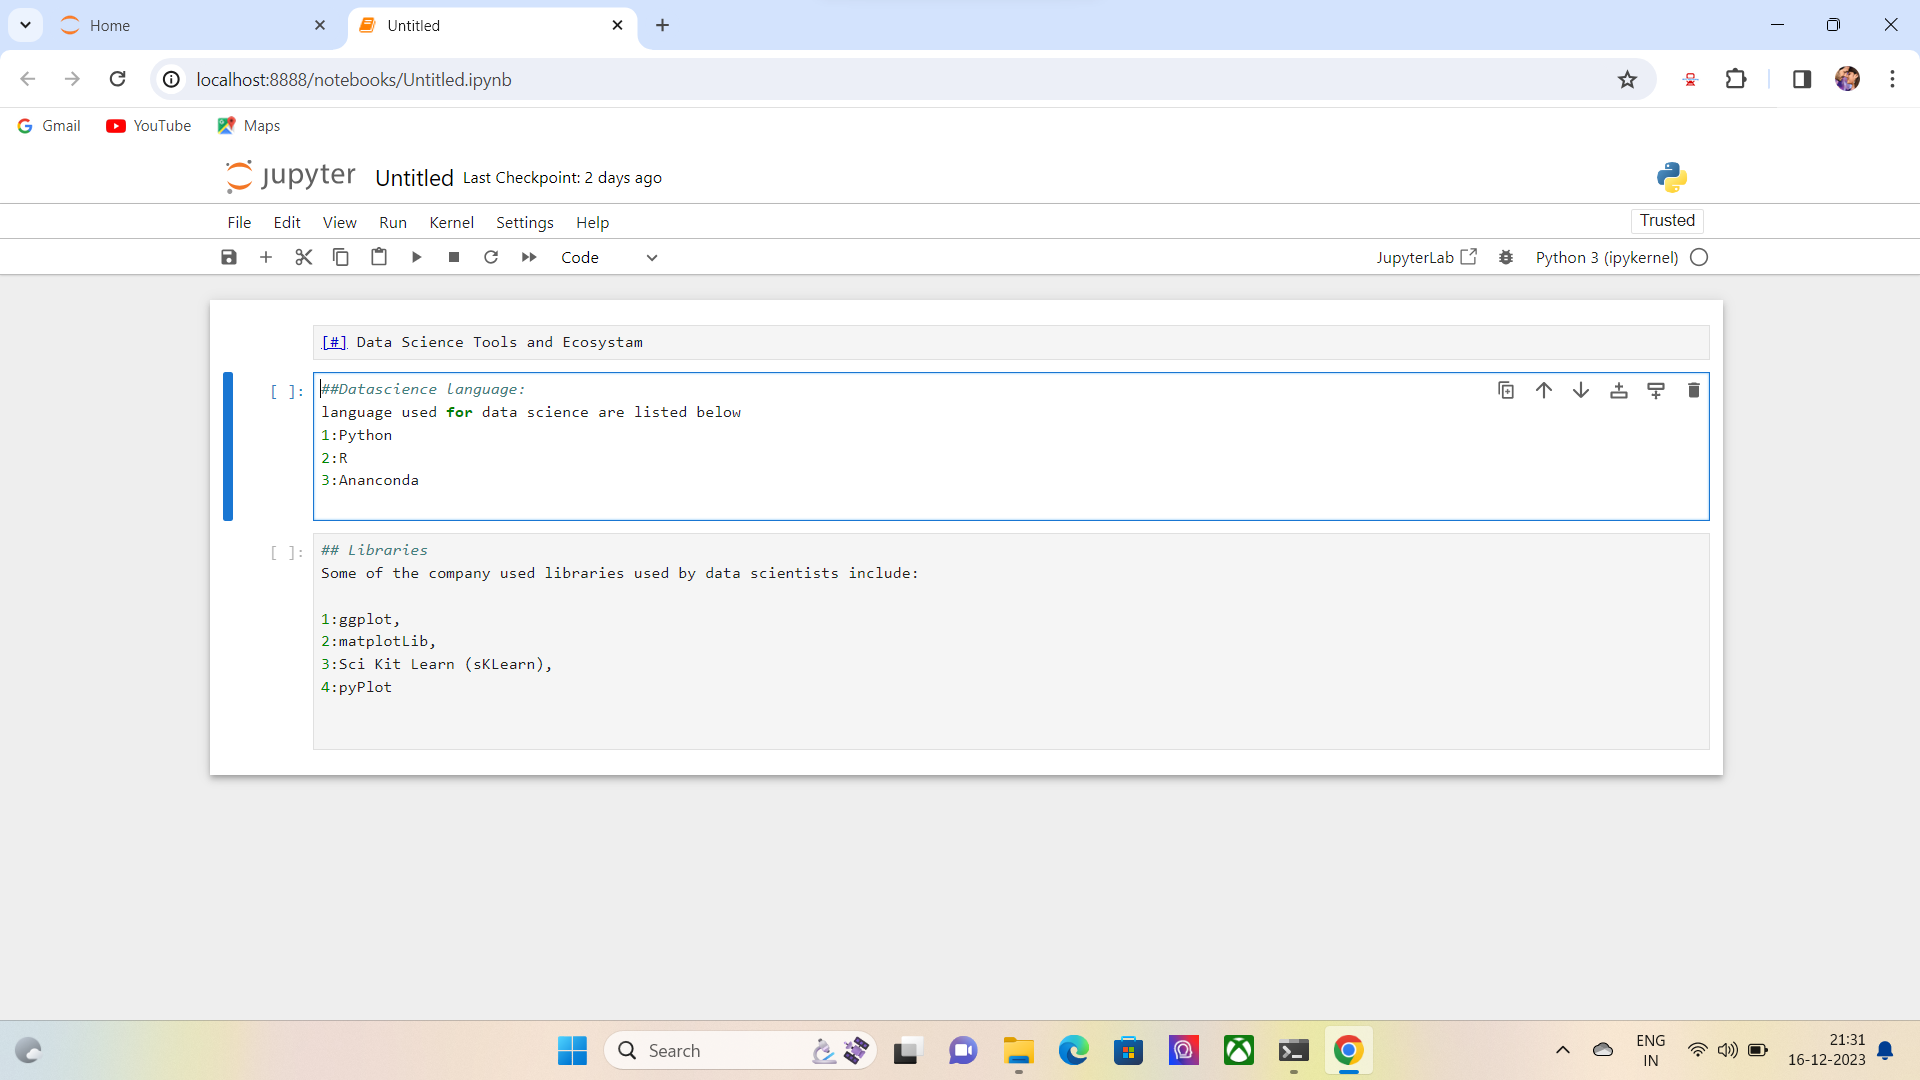 Home
Untitled
localhost:8888/notebooks/Untitled.ipynb
Gmail
YouTube
Maps
jupyter Untitled Last Checkpoint: 2 days ago
File Edit View Run Kernel Settings Help
Trusted
Code
JupyterLab
Python 3 (ipykernel)
[#] Data Science Tools and Ecosystam
[ ]:
##Datascience language:
language used for data science are listed below
1:Python
2:R
3:Ananconda
[ ]:
## Libraries
Some of the company used libraries used by data scientists include:
1:ggplot,
2:matplotLib,
3:Sci Kit Learn (sKLearn),
4:pyPlot
Search
ENG
IN
21:31
16-12-2023